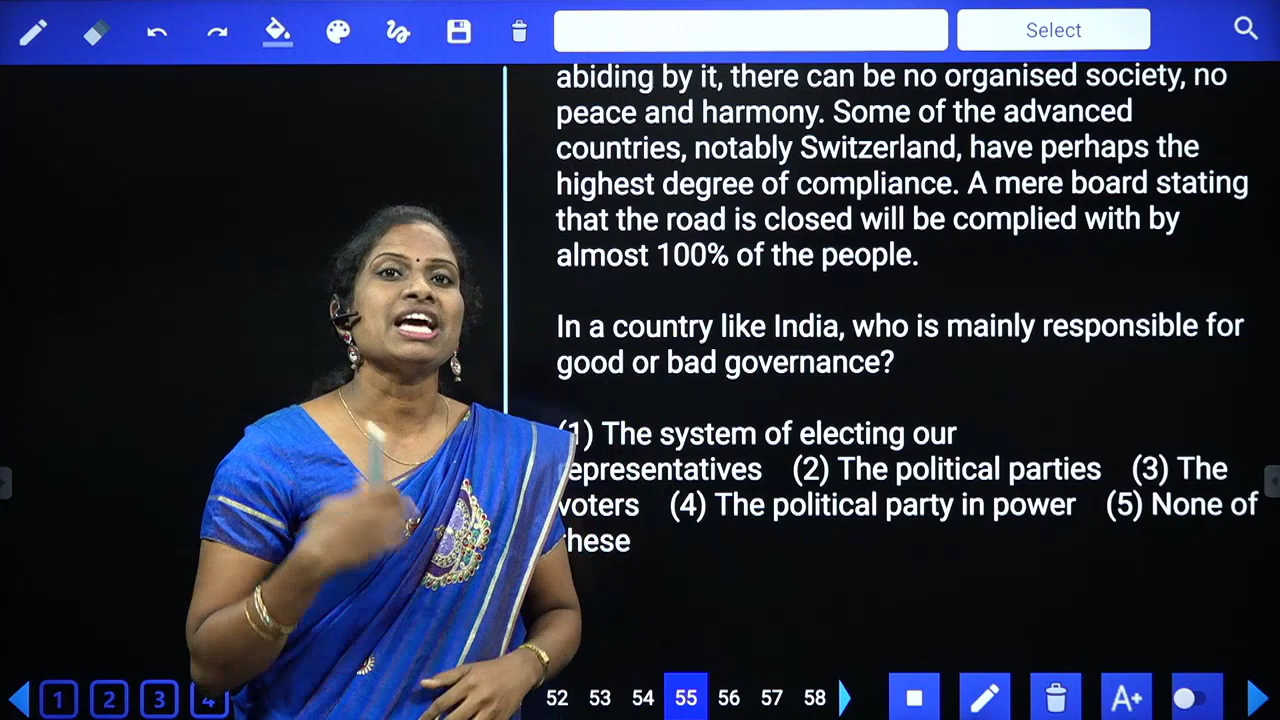 Select
abiding by it, there can be no organised society, no
peace and harmony. Some of the advanced
countries, notably Switzerland, have perhaps the
highest degree of compliance. A mere board stating
that the road is closed will be complied with by
almost 100% of the people.
In a country like India, who is mainly responsible for
good or bad governance?
(1) The system of electing our
epresentatives (2) The political parties (3) The
voters (4) The political party in power (5) None of
hese
1 2 3 4 52 53 54 55 56 57 58 A+